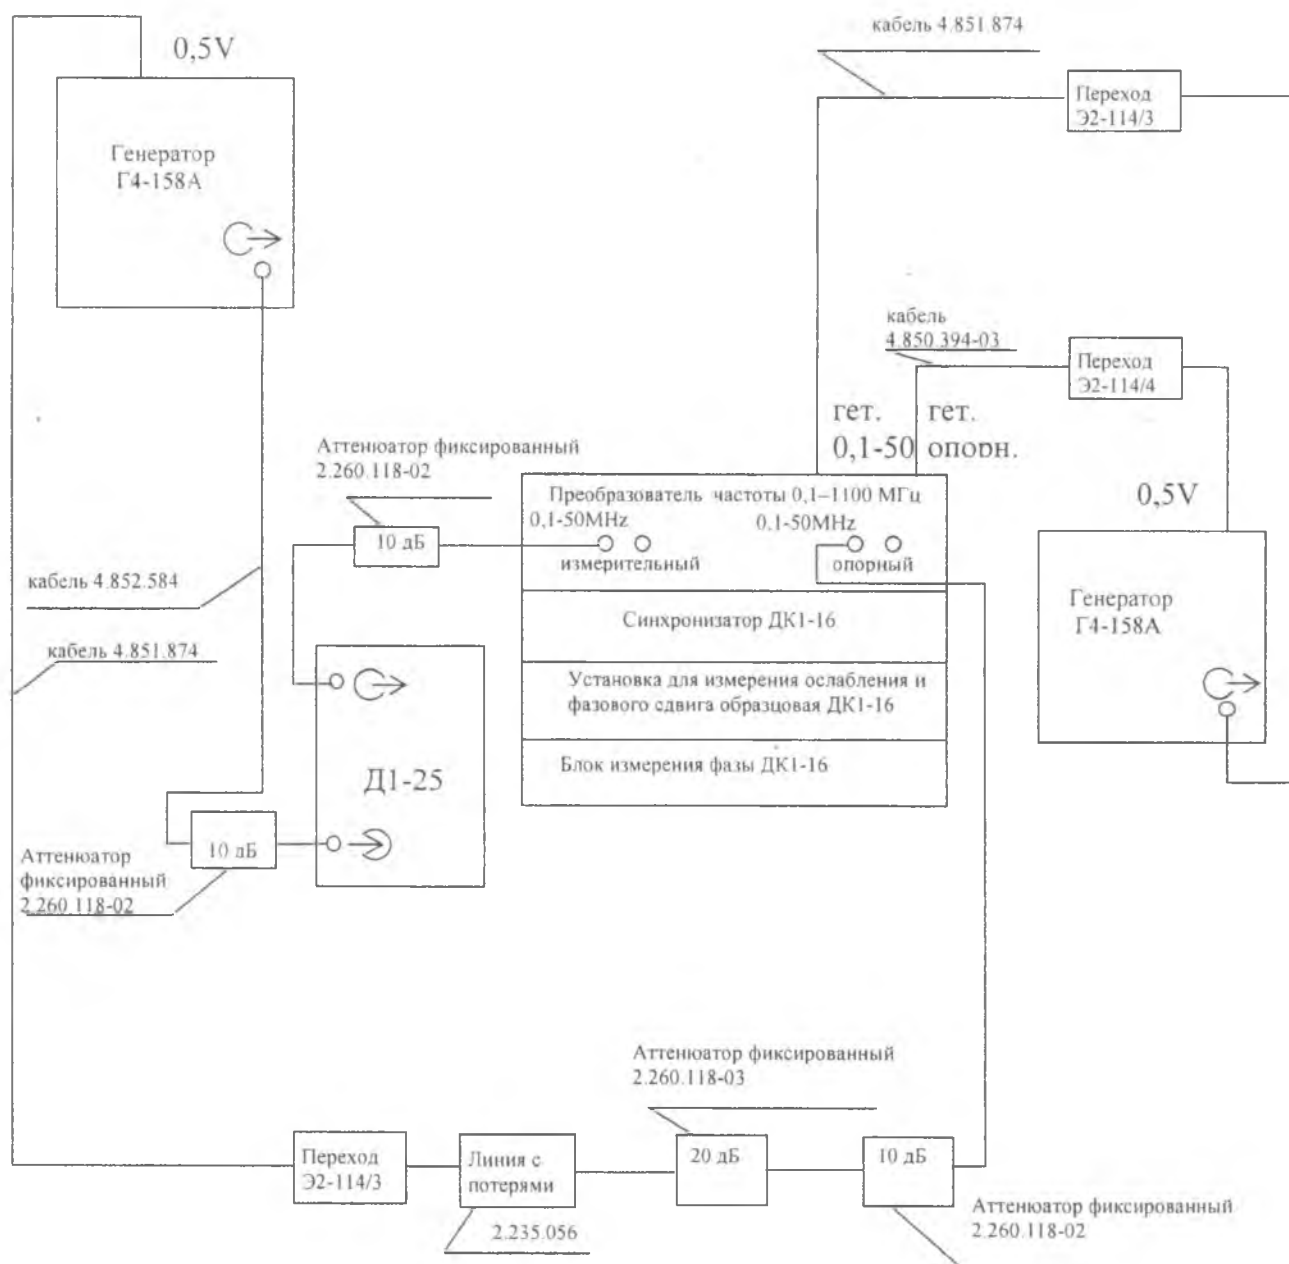 кабель 4.851.874
0,5V
Переход
Э2-114/3
Генератор
Г4-158А
кабель
4.850.394-03
Переход
Э2-114/4
гет.
0,1-50
гет.
опорн.
Аттенюатор фиксированный
2.260.118-02
0,5V
Преобразователь частоты 0,1–1100 МГц
0,1-50MHz
0,1-50MHz
10 дБ
измерительный
опорный
кабель 4.852.584
Генератор
Г4-158А
Синхронизатор ДК1-16
кабель 4.851.874
Установка для измерения ослабления и
фазового сдвига образцовая ДК1-16
Блок измерения фазы ДК1-16
Д1-25
10 дБ
Аттенюатор
фиксированный
2.260.118-02
Аттенюатор фиксированный
2.260.118-03
Переход
Э2-114/3
Линия с
потерями
20 дБ
10 дБ
2.235.056
Аттенюатор фиксированный
2.260.118-02